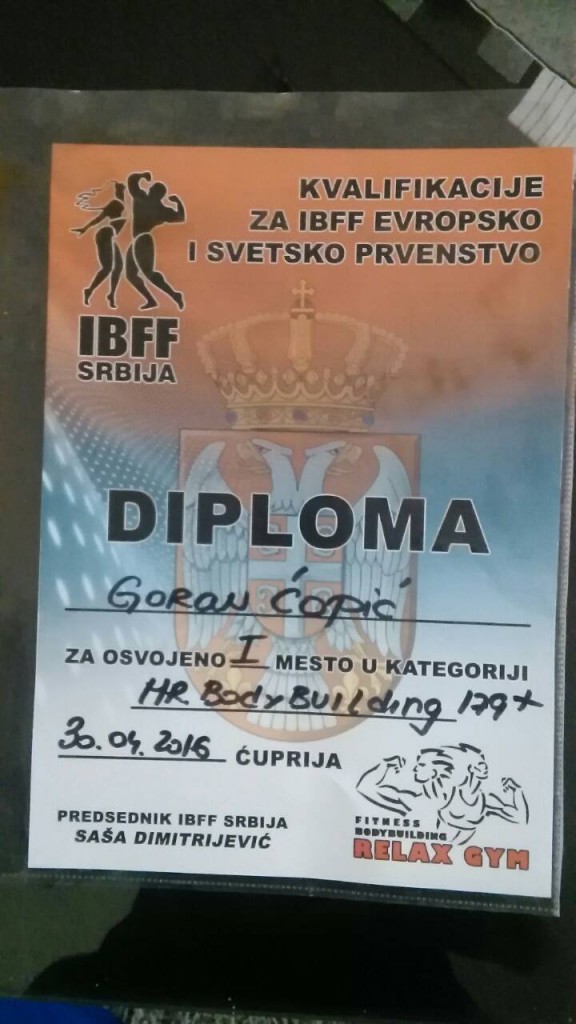 KVALIFIKACIJE
ZA IBFF EVROPSKO
I SVETSKO PRVENSTVO
IBFF
SRBIJA
DIPLOMA
GORAN ĆOPIĆ
ZA OSVOJENO I MESTO U KATEGORIJI
HR. BODYBUILDING 179+
30.04.2016 ĆUPRIJA
PREDSEDNIK IBFF SRBIJA
SAŠA DIMITRIJEVIĆ
FITNESS
BODYBUILDING
RELAX GYM